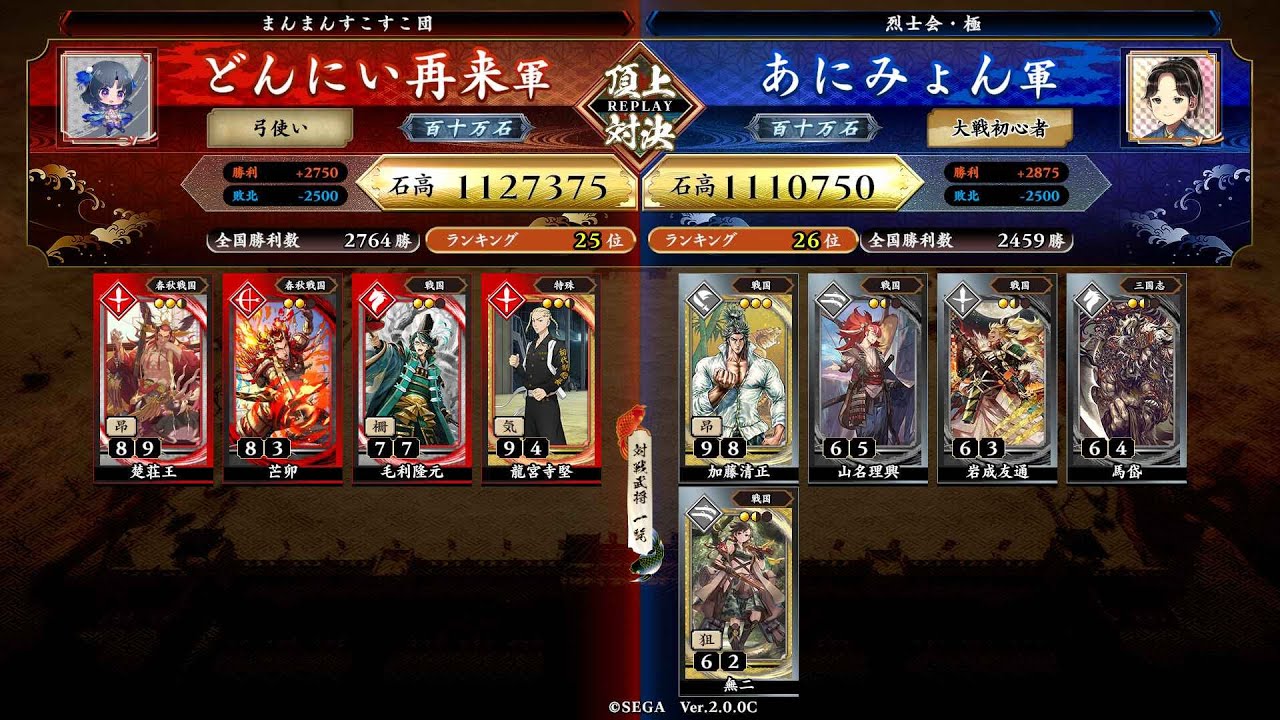 まんまんすこすこ団
烈士会・極
どんにい再来軍
頂上
REPLAY
対決
あにみょん軍
弓使い
百十万石
百十万石
大戦初心者
勝利 +2750
敗北 -2500
石高 1127375
石高 1110750
勝利 +2875
敗北 -2500
全国勝利数 2764勝
ランキング 25位
ランキング 26位
全国勝利数 2459勝
春秋戦国
昴
8 9
楚荘王
春秋戦国
8 3
芒卯
戦国
柵
7 7
毛利隆元
特殊
気
9 4
龍宮寺堅
戦国
昴
9 8
加藤清正
戦国
6 5
山名理興
戦国
6 3
岩成友通
三国志
6 4
馬岱
対戦武将一覧
戦国
狙
6 2
無二
©SEGA Ver.2.0.0C